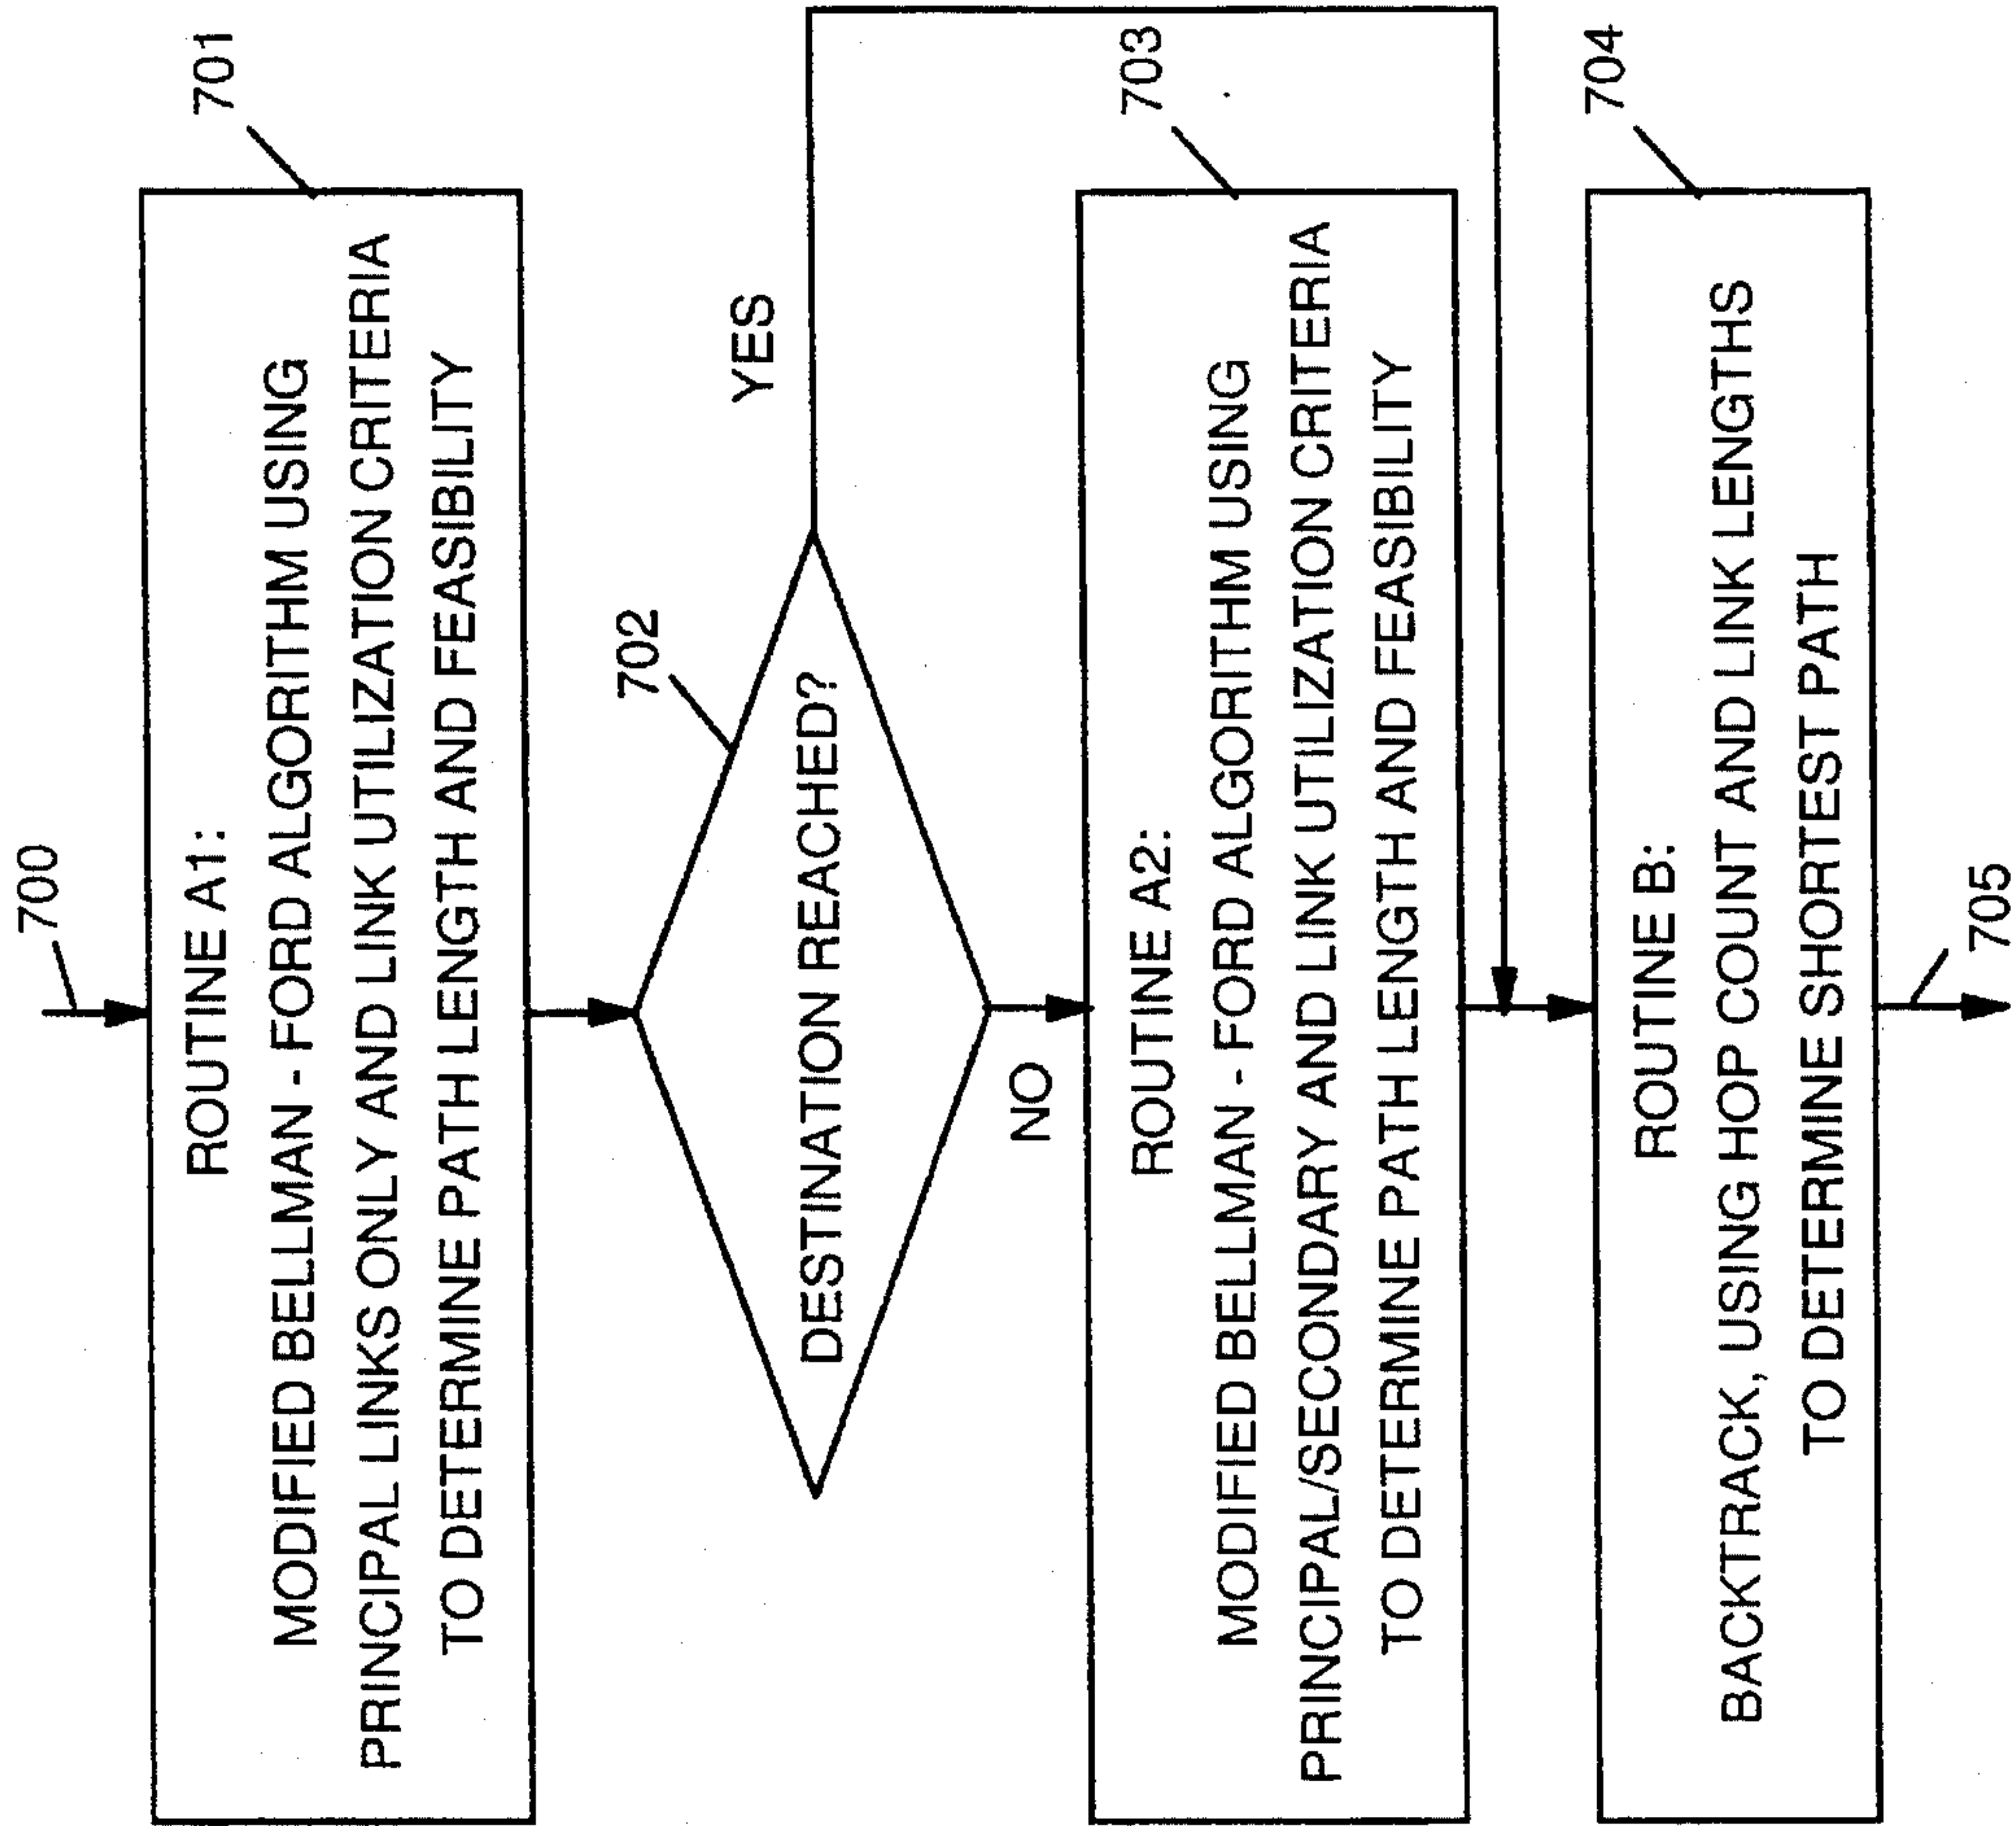 700
701
ROUTINE A1:
MODIFIED BELLMAN - FORD ALGORITHM USING
PRINCIPAL LINKS ONLY AND LINK UTILIZATION CRITERIA
TO DETERMINE PATH LENGTH AND FEASIBILITY
702
DESTINATION REACHED?
YES
NO
703
ROUTINE A2:
MODIFIED BELLMAN - FORD ALGORITHM USING
PRINCIPAL/SECONDARY AND LINK UTILIZATION CRITERIA
TO DETERMINE PATH LENGTH AND FEASIBILITY
704
ROUTINE B:
BACKTRACK, USING HOP COUNT AND LINK LENGTHS
TO DETERMINE SHORTEST PATH
705